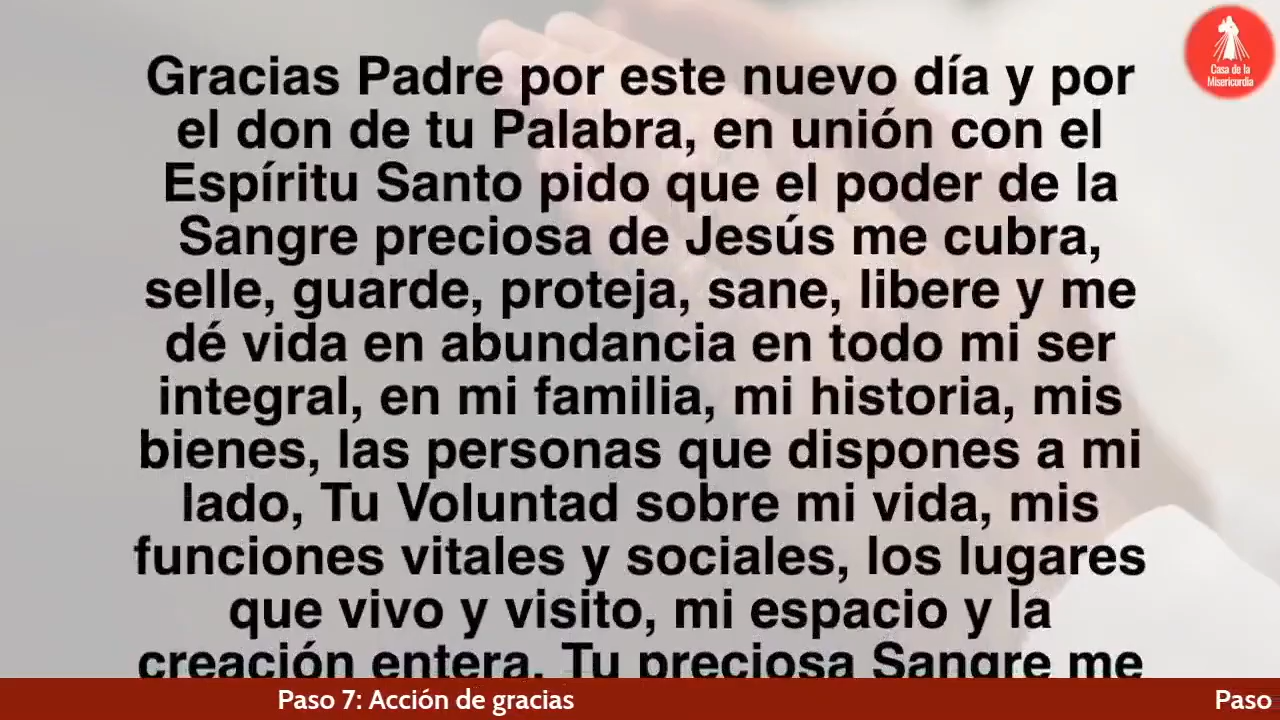 Gracias Padre por este nuevo día y por
el don de tu Palabra, en unión con el
Espíritu Santo pido que el poder de la
Sangre preciosa de Jesús me cubra,
selle, guarde, proteja, sane, libere y me
dé vida en abundancia en todo mi ser
integral, en mi familia, mi historia, mis
bienes, las personas que dispones a mi
lado, Tu Voluntad sobre mi vida, mis
funciones vitales y sociales, los lugares
que vivo y visito, mi espacio y la
creación entera. Tu preciosa Sangre me
Casa de la
Misericordia
Paso 7: Acción de gracias
Paso